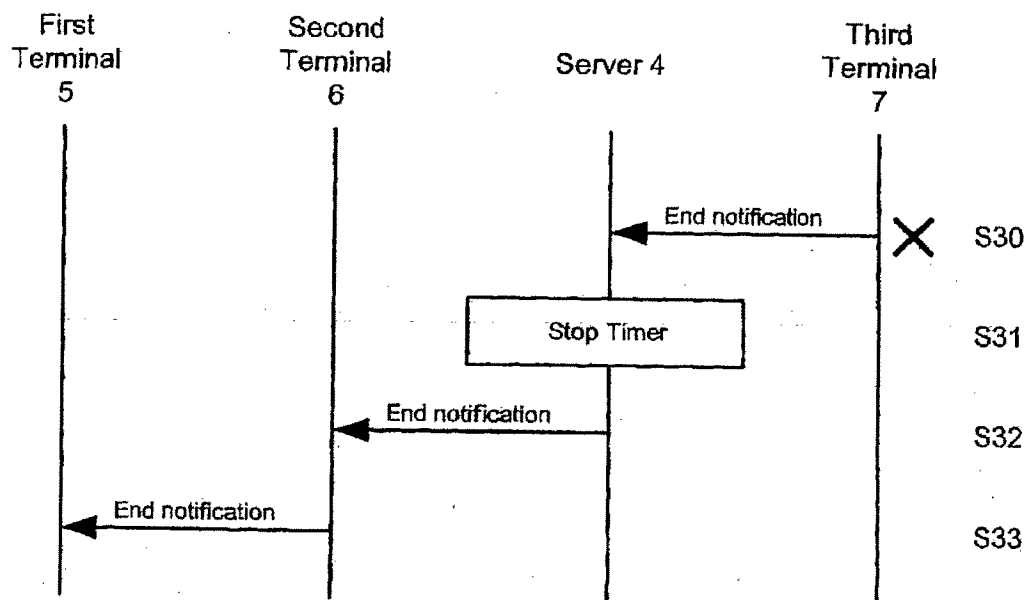 First
Terminal
5
Second
Terminal
6
Server 4
Third
Terminal
7
End notification
S30
Stop Timer
S31
End notification
S32
End notification
S33